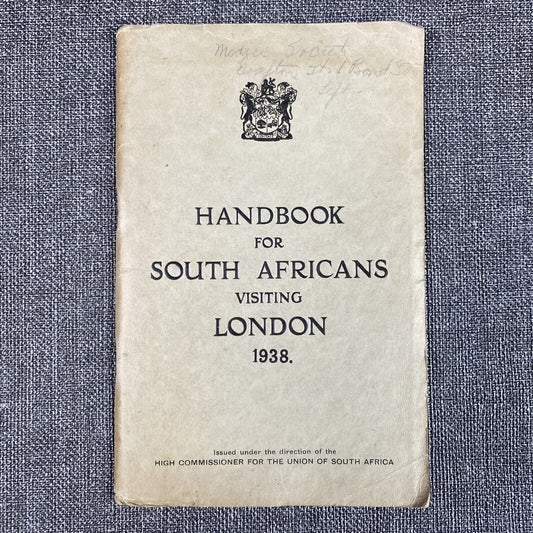 HANDBOOK
FOR
SOUTH AFRICANS
VISITING
LONDON
1938.
Issued under the direction of the
HIGH COMMISSIONER FOR THE UNION OF SOUTH AFRICA